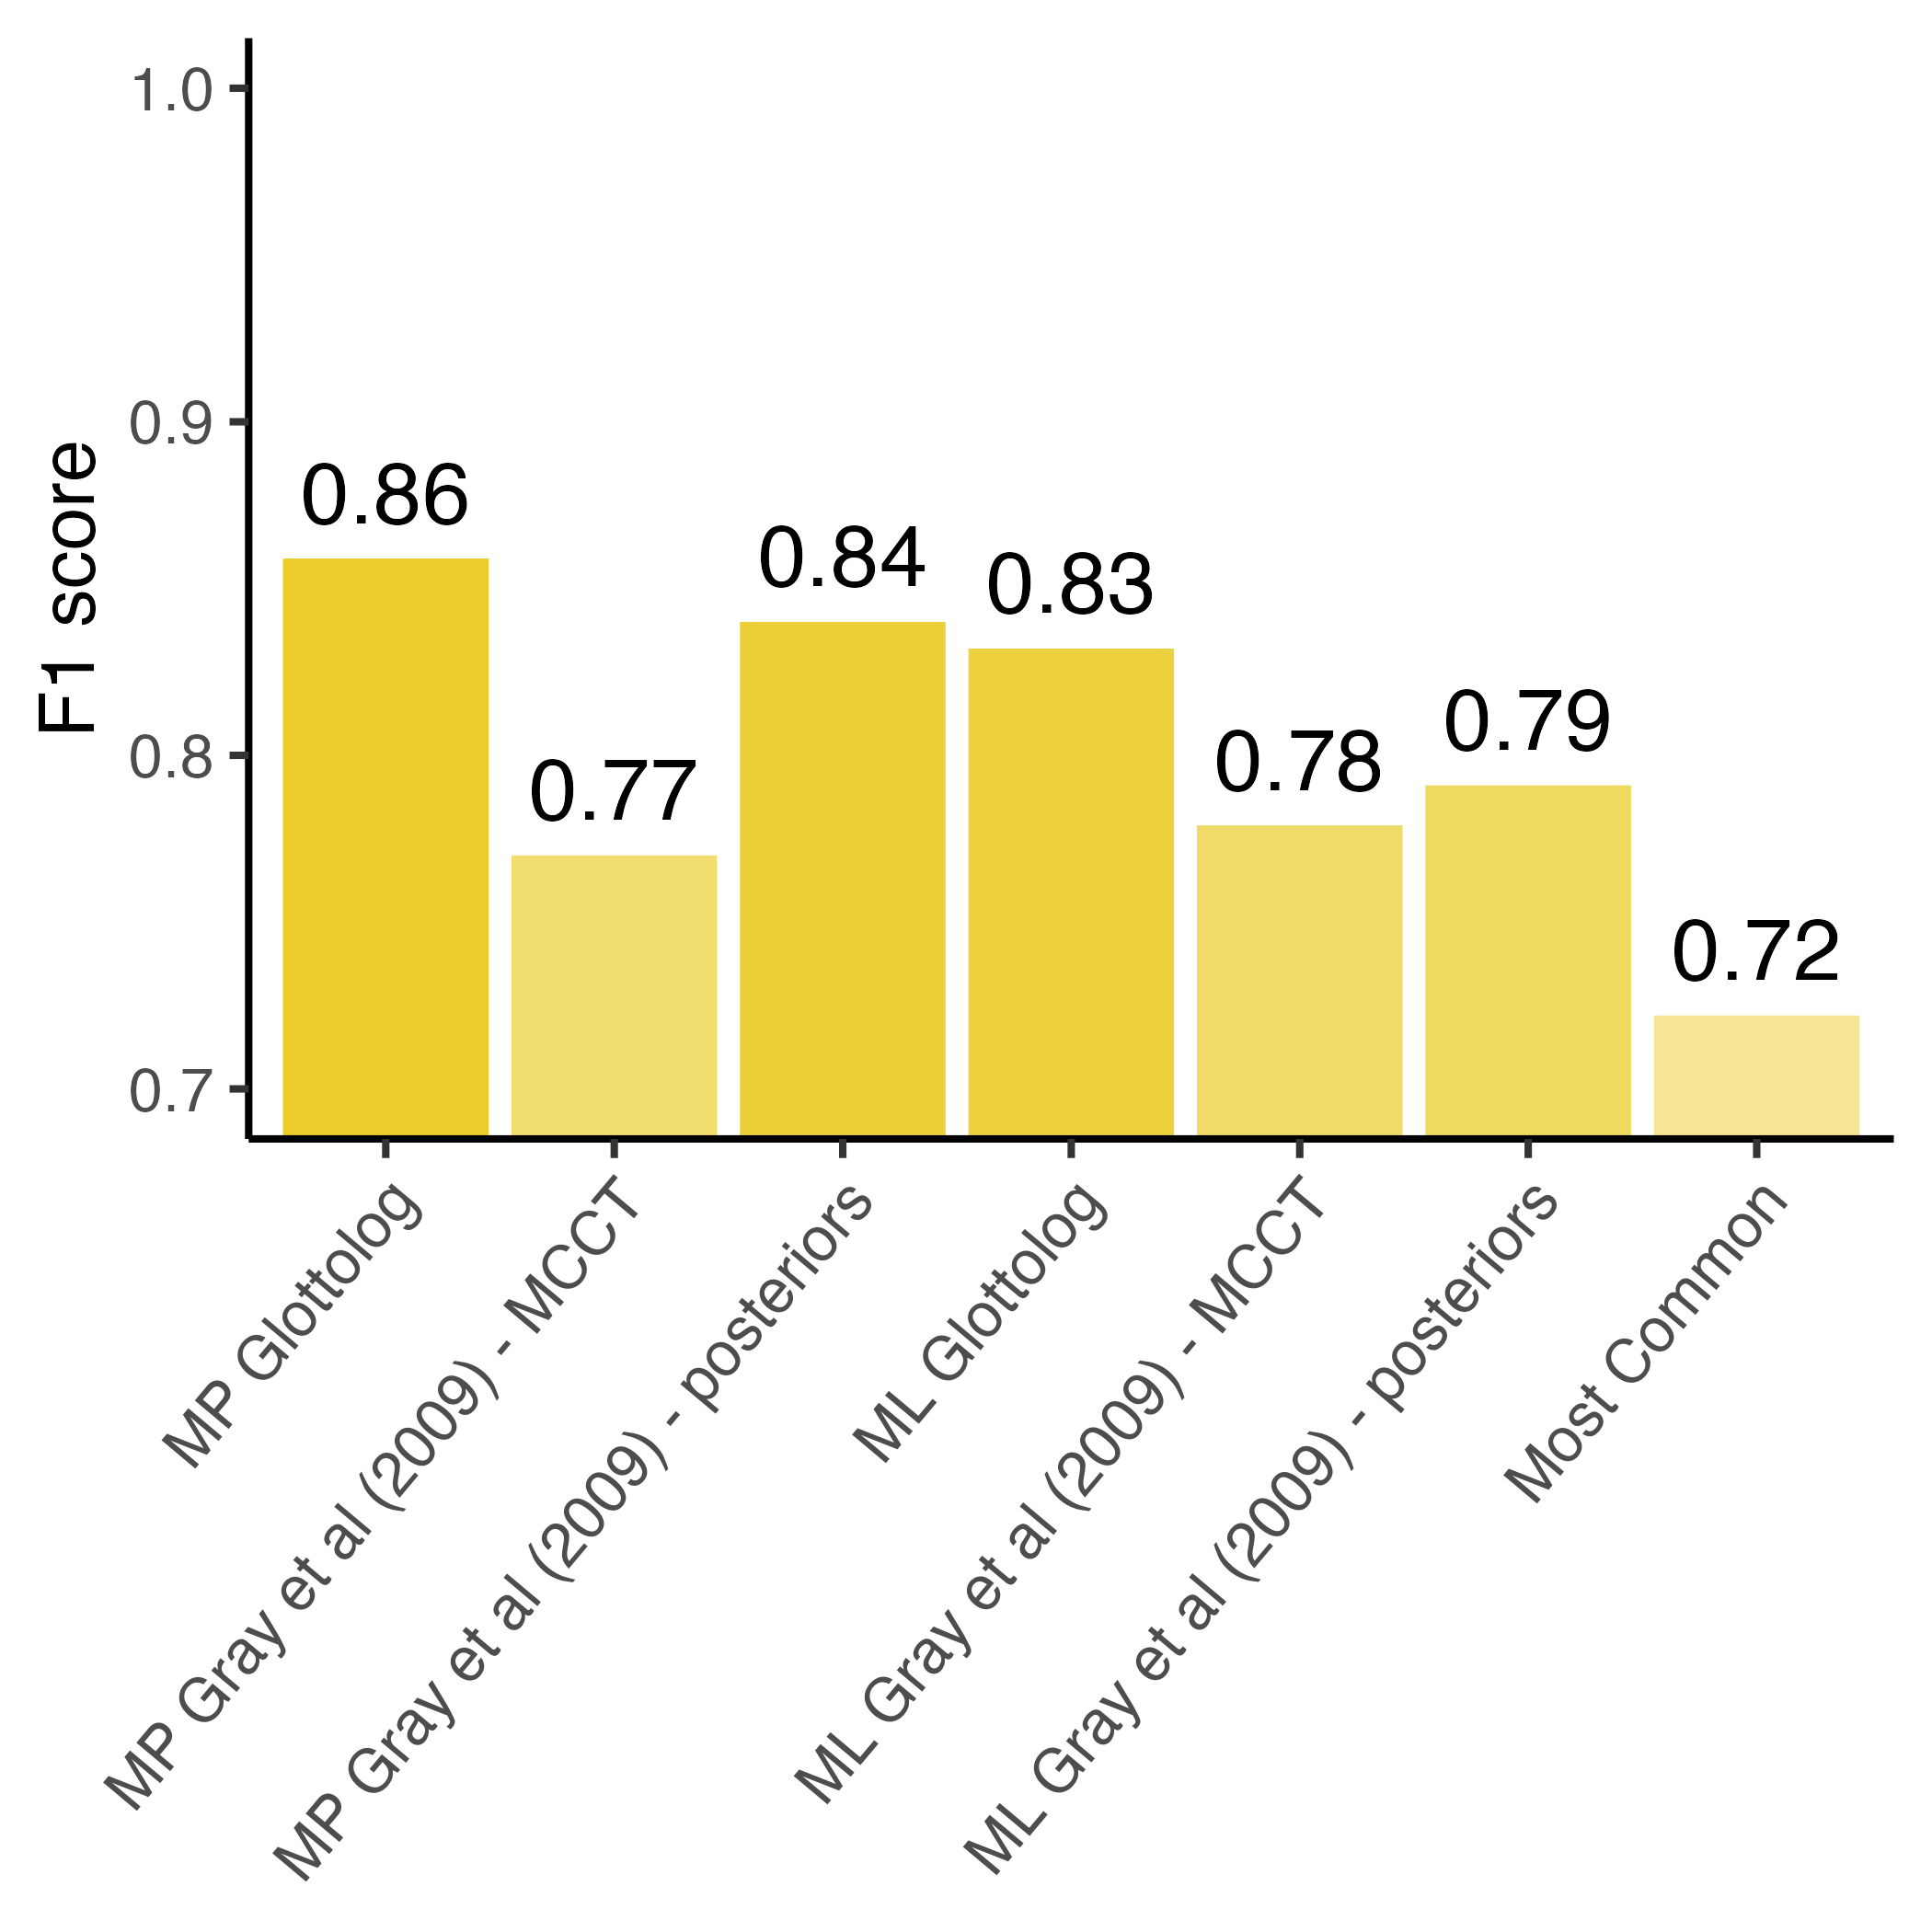 F1 score
1.0
0.9
0.8
0.7
0.86
0.77
0.84
0.83
0.78
0.79
0.72
MP Glottolog
MP Gray et al (2009) - MCCT
MP Gray et al (2009) - posteriors
ML Glottolog
ML Gray et al (2009) - MCCT
ML Gray et al (2009) - posteriors
Most Common